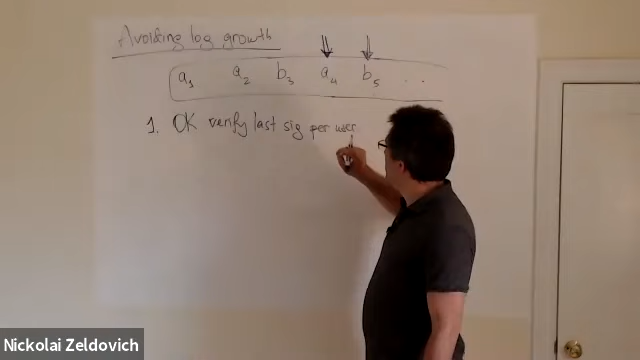 Avoiding log growth
a₁ a₂ b₃ a₄ b₅ ...
1. OK verify last sig per user
Nickolai Zeldovich